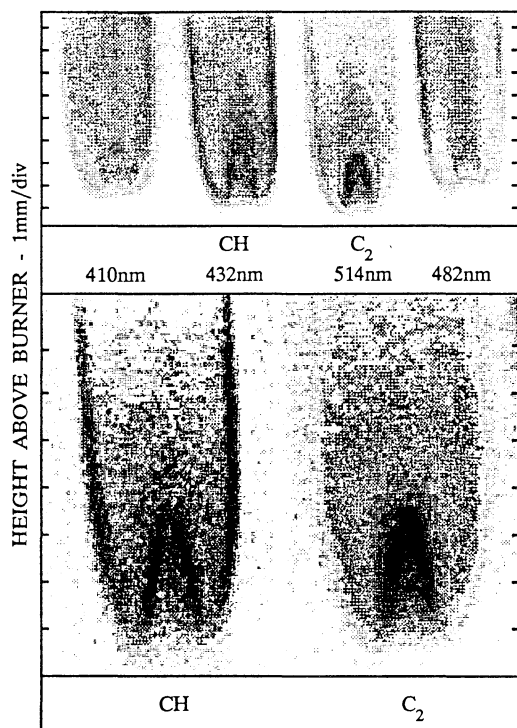 HEIGHT ABOVE BURNER - 1mm/div
CH C₂
410nm 432nm 514nm 482nm
CH C₂